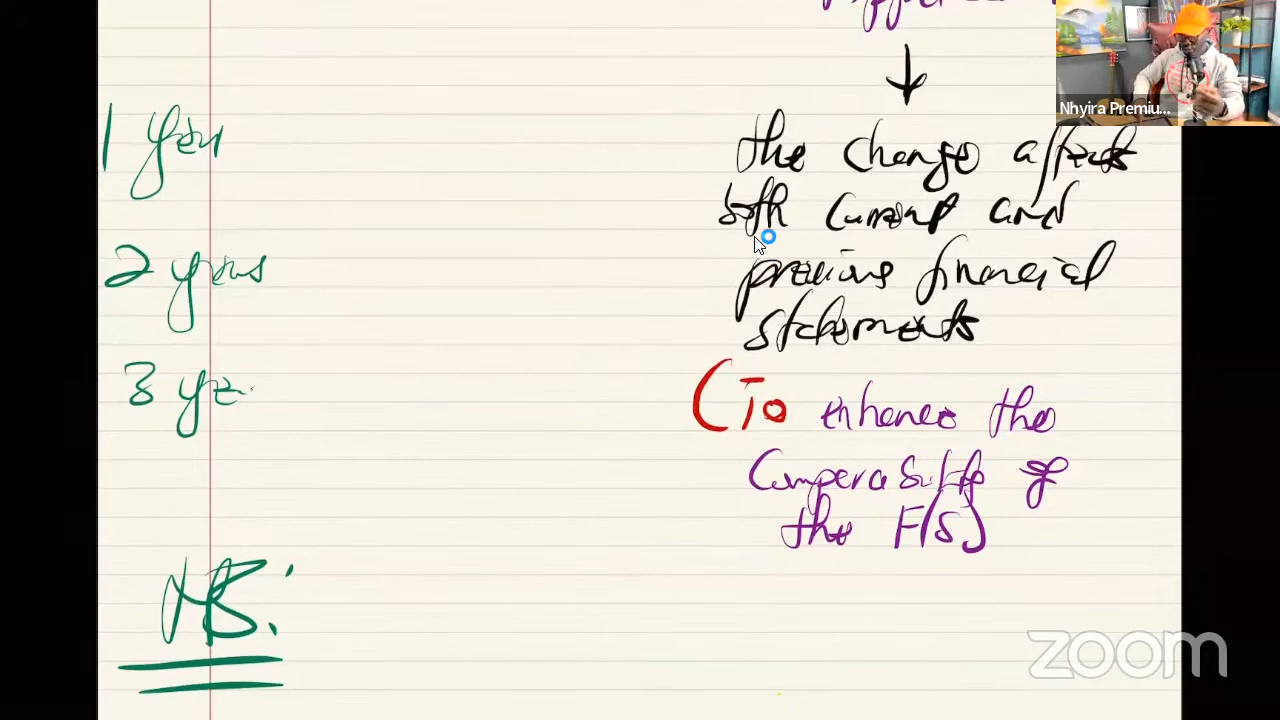 Nhyira Premiu...
1 year
2 years
3 ye
the change affects
both current and
previous financial
statements
(To enhance the
Comparability of
the F/S)
NB:
zoom